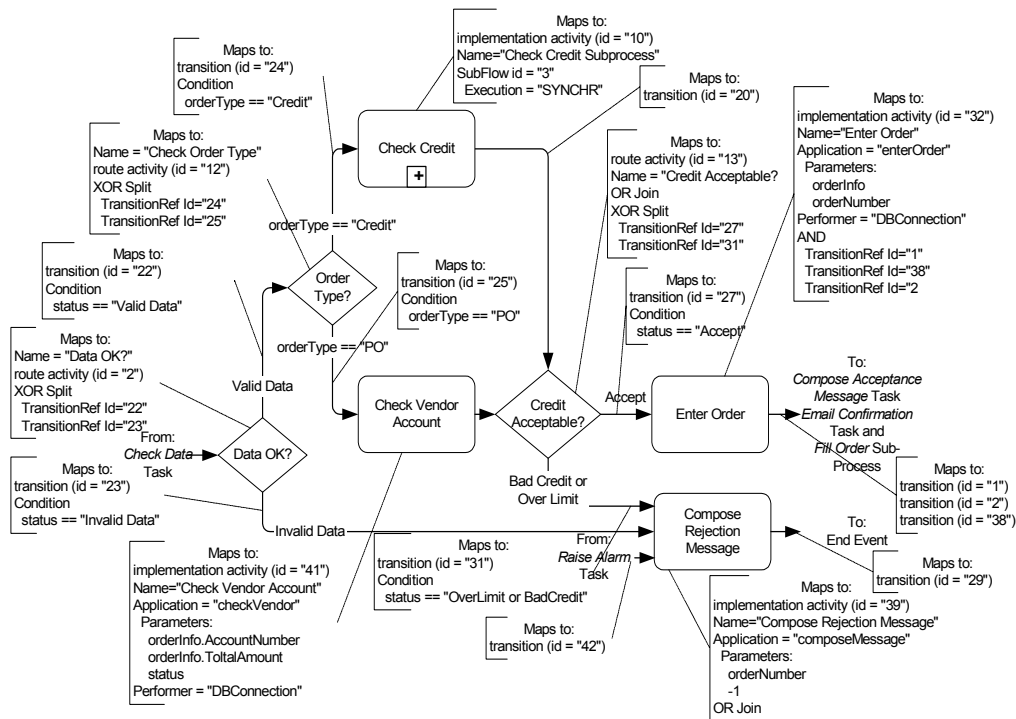 Maps to:
transition (id = "24")
Condition
orderType == "Credit"
Maps to:
implementation activity (id = "10")
Name="Check Credit Subprocess"
SubFlow id = "3"
Execution = "SYNCHR"
Maps to:
transition (id = "20")
Maps to:
implementation activity (id = "32")
Name="Enter Order"
Application = "enterOrder"
Parameters:
orderInfo
orderNumber
Performer = "DBConnection"
AND
TransitionRef Id="1"
TransitionRef Id="38"
TransitionRef Id="2
Maps to:
Name = "Check Order Type"
route activity (id = "12")
XOR Split
TransitionRef Id="24"
TransitionRef Id="25"
Check Credit
+
Maps to:
route activity (id = "13")
Name = "Credit Acceptable?
OR Join
XOR Split
TransitionRef Id="27"
TransitionRef Id="31"
orderType == "Credit"
Maps to:
transition (id = "22")
Condition
status == "Valid Data"
Order
Type?
Maps to:
transition (id = "25")
Condition
orderType == "PO"
Maps to:
transition (id = "27")
Condition
status == "Accept"
orderType == "PO"
Maps to:
Name = "Data OK?"
route activity (id = "2")
XOR Split
TransitionRef Id="22"
TransitionRef Id="23"
Valid Data
Check Vendor
Account
Credit
Acceptable?
Accept
Enter Order
To:
Compose Acceptance
Message Task
Email Confirmation
Task and
Fill Order Sub-
Process
From:
Check Data
Task
Data OK?
Maps to:
transition (id = "23")
Condition
status == "Invalid Data"
Bad Credit or
Over Limit
Maps to:
transition (id = "1")
transition (id = "2")
transition (id = "38")
Invalid Data
Compose
Rejection
Message
To:
End Event
From:
Raise Alarm
Task
Maps to:
implementation activity (id = "41")
Name="Check Vendor Account"
Application = "checkVendor"
Parameters:
orderInfo.AccountNumber
orderInfo.ToltalAmount
status
Performer = "DBConnection"
Maps to:
transition (id = "31")
Condition
status == "OverLimit or BadCredit"
Maps to:
transition (id = "29")
Maps to:
transition (id = "42")
Maps to:
implementation activity (id = "39")
Name="Compose Rejection Message"
Application = "composeMessage"
Parameters:
orderNumber
-1
OR Join